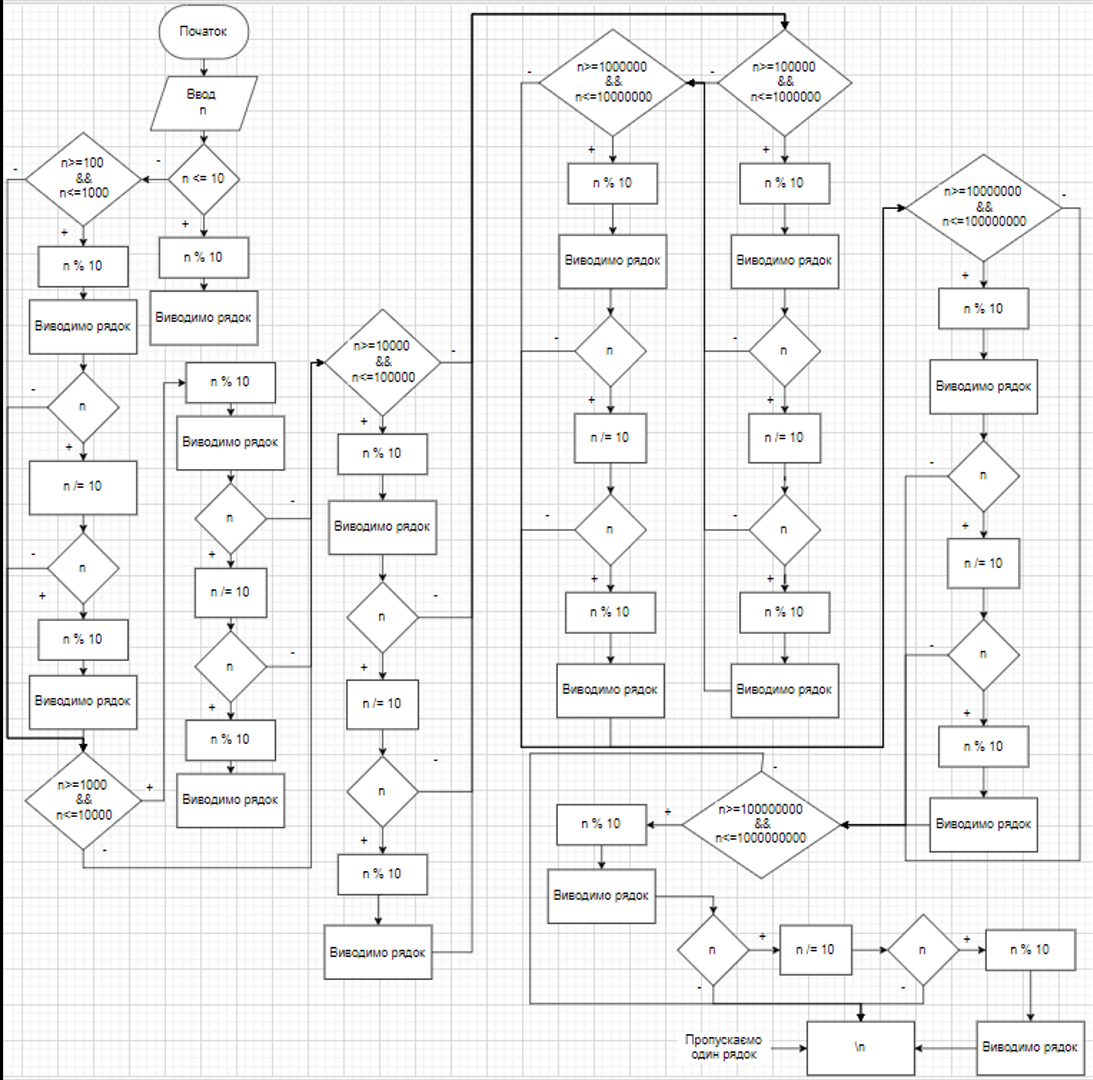 Початок
Ввод
n
n <= 10
-
+
n % 10
Виводимо рядок
n>=100
&&
n<=1000
-
+
n % 10
Виводимо рядок
n
-
+
n /= 10
n
-
+
n % 10
Виводимо рядок
n>=1000
&&
n<=10000
+
-
n % 10
Виводимо рядок
n
-
+
n /= 10
n
-
+
n % 10
Виводимо рядок
n>=10000
&&
n<=100000
-
+
n % 10
Виводимо рядок
n
-
+
n /= 10
n
-
+
n % 10
Виводимо рядок
n>=100000
&&
n<=1000000
-
+
n % 10
Виводимо рядок
n
-
+
n /= 10
n
-
+
n % 10
Виводимо рядок
n>=1000000
&&
n<=10000000
-
+
n % 10
Виводимо рядок
n
-
+
n /= 10
n
-
+
n % 10
Виводимо рядок
n>=10000000
&&
n<=100000000
-
+
n % 10
Виводимо рядок
n
-
+
n /= 10
n
-
+
n % 10
Виводимо рядок
n>=100000000
&&
n<=1000000000
-
+
n % 10
Виводимо рядок
n
-
+
n /= 10
n
-
+
n % 10
Виводимо рядок
Пропускаємо
один рядок
\n